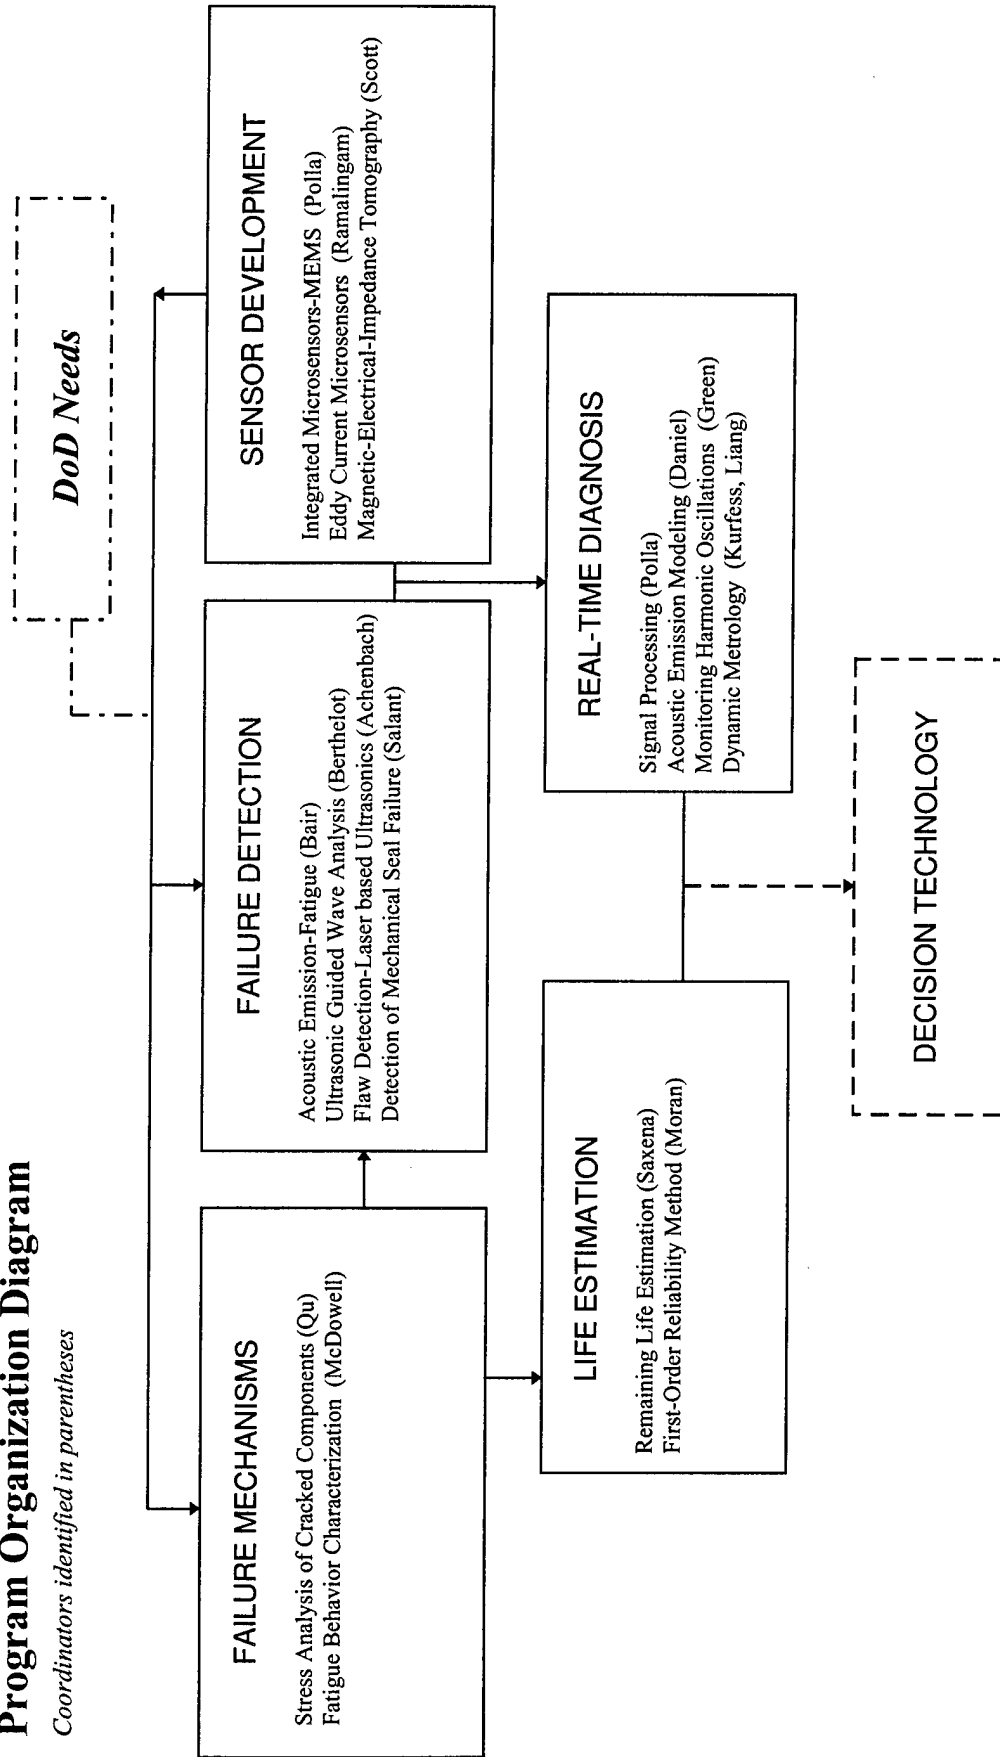 Program Organization Diagram
Coordinators identified in parentheses
DoD Needs
FAILURE MECHANISMS
Stress Analysis of Cracked Components (Qu)
Fatigue Behavior Characterization (McDowell)
FAILURE DETECTION
Acoustic Emission-Fatigue (Bair)
Ultrasonic Guided Wave Analysis (Berthelot)
Flaw Detection-Laser based Ultrasonics (Achenbach)
Detection of Mechanical Seal Failure (Salant)
SENSOR DEVELOPMENT
Integrated Microsensors-MEMS (Polla)
Eddy Current Microsensors (Ramalingam)
Magnetic-Electrical-Impedance Tomography (Scott)
LIFE ESTIMATION
Remaining Life Estimation (Saxena)
First-Order Reliability Method (Moran)
REAL-TIME DIAGNOSIS
Signal Processing (Polla)
Acoustic Emission Modeling (Daniel)
Monitoring Harmonic Oscillations (Green)
Dynamic Metrology (Kurfess, Liang)
DECISION TECHNOLOGY